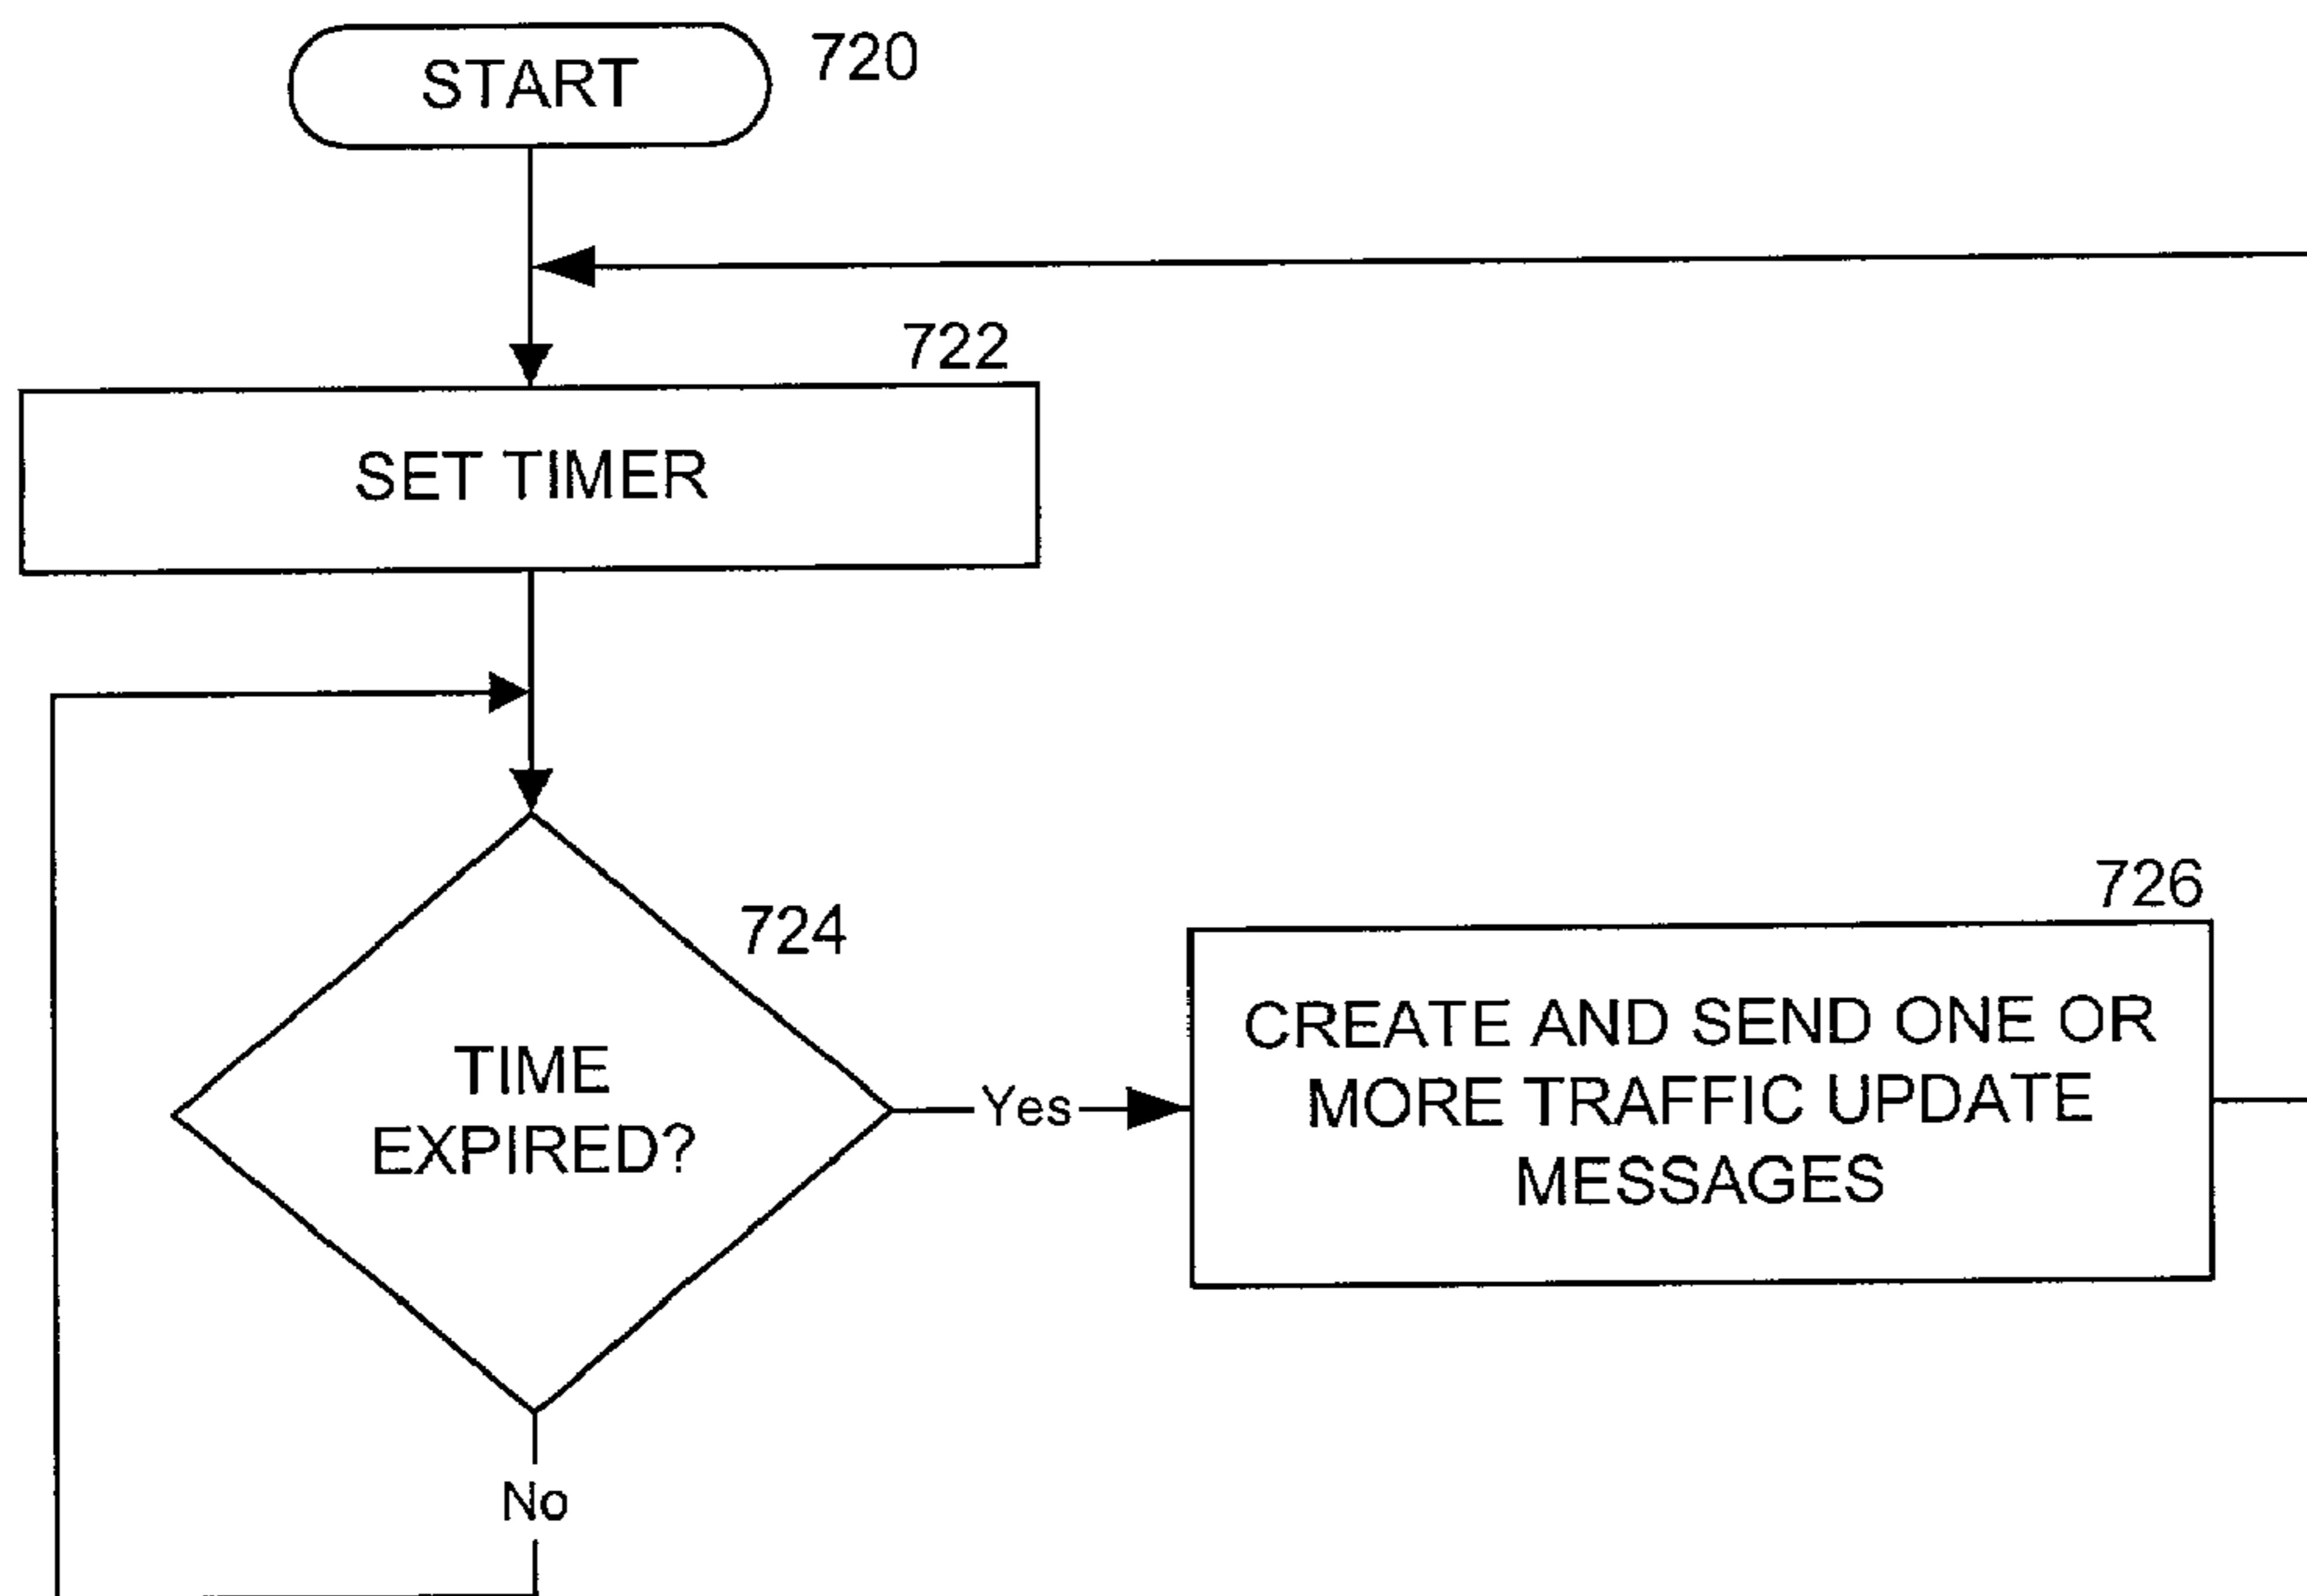 START
720
722
SET TIMER
724
TIME
EXPIRED?
Yes
726
CREATE AND SEND ONE OR
MORE TRAFFIC UPDATE
MESSAGES
No